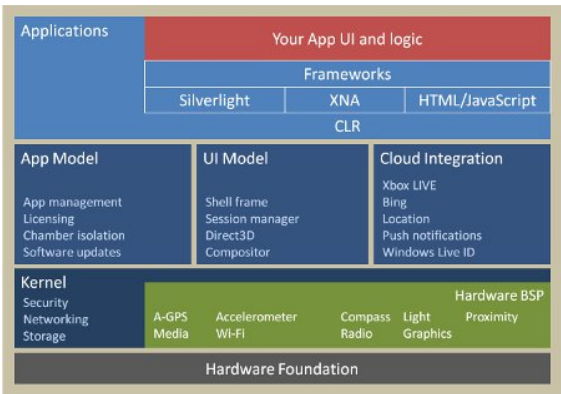 Applications
Your App UI and logic
Frameworks
Silverlight XNA HTML/JavaScript
CLR
App Model
App management
Licensing
Chamber isolation
Software updates
UI Model
Shell frame
Session manager
Direct3D
Compositor
Cloud Integration
Xbox LIVE
Bing
Location
Push notifications
Windows Live ID
Kernel
Security
Networking
Storage
Hardware BSP
A-GPS Accelerometer Compass Light Proximity
Media Wi-Fi Radio Graphics
Hardware Foundation